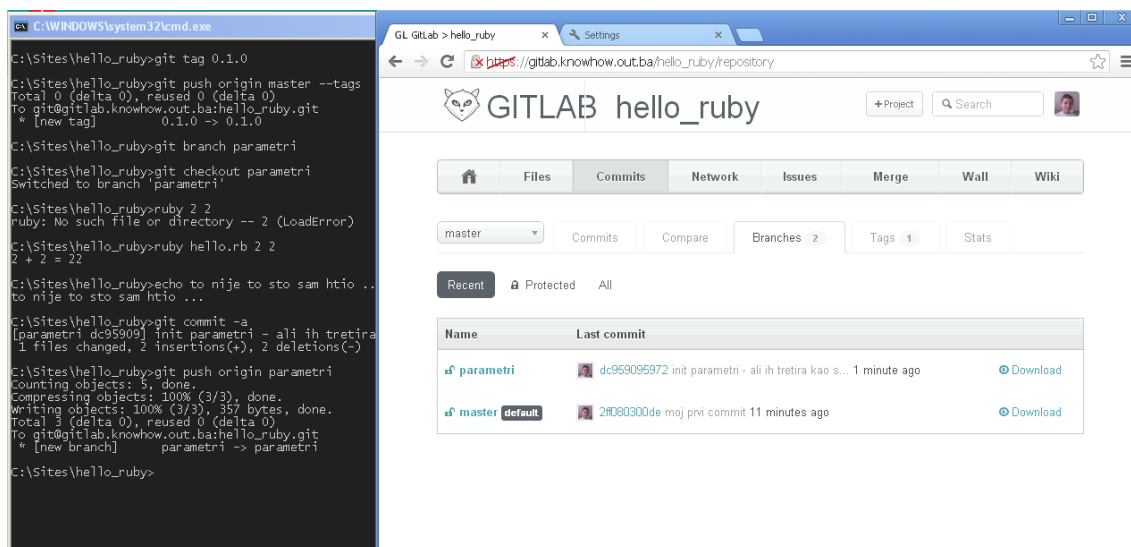 C:\WINDOWS\system32\cmd.exe
C:\Sites\hello_ruby>git tag 0.1.0
C:\Sites\hello_ruby>git push origin master --tags
Total 0 (delta 0), reused 0 (delta 0)
To git@gitlab.knowhow.out.ba:hello_ruby.git
* [new tag] 0.1.0 -> 0.1.0
C:\Sites\hello_ruby>git branch parametri
C:\Sites\hello_ruby>git checkout parametri
Switched to branch 'parametri'
C:\Sites\hello_ruby>ruby 2 2
ruby: No such file or directory -- 2 (LoadError)
C:\Sites\hello_ruby>ruby hello.rb 2 2
2 + 2 = 22
C:\Sites\hello_ruby>echo to nije to sto sam htio ..
to nije to sto sam htio ...
C:\Sites\hello_ruby>git commit -a
[parametri dc95909] init parametri - ali ih tretira
1 files changed, 2 insertions(+), 2 deletions(-)
C:\Sites\hello_ruby>git push origin parametri
Counting objects: 5, done.
Compressing objects: 100% (3/3), done.
Writing objects: 100% (3/3), 357 bytes, done.
Total 3 (delta 0), reused 0 (delta 0)
To git@gitlab.knowhow.out.ba:hello_ruby.git
* [new branch] parametri -> parametri
C:\Sites\hello_ruby>
GL GitLab > hello_ruby
Settings
https://gitlab.knowhow.out.ba/hello_ruby/repository
GITLAB hello_ruby
+ Project
Search
Files Commits Network Issues Merge Wall Wiki
master Commits Compare Branches 2 Tags 1 Stats
Recent Protected All
Name Last commit
parametri dc959095972 init parametri - ali ih tretira kao s... 1 minute ago Download
master default 2ff080300de moj prvi commit 11 minutes ago Download